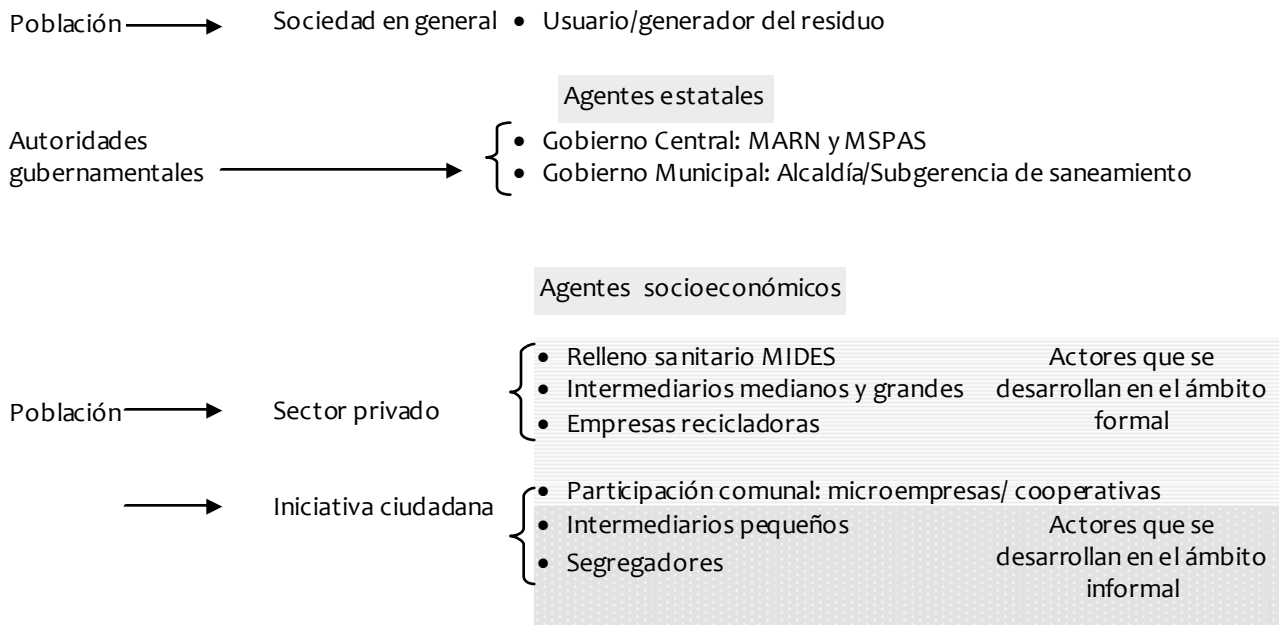 Población Sociedad en general • Usuario/generador del residuo
Agentes estatales
Autoridades gubernamentales
• Gobierno Central: MARN y MSPAS
• Gobierno Municipal: Alcaldía/Subgerencia de saneamiento
Agentes socioeconómicos
Población Sector privado
• Relleno sanitario MIDES
• Intermediarios medianos y grandes
• Empresas recicladoras
Actores que se
desarrollan en el ámbito
formal
Iniciativa ciudadana
• Participación comunal: microempresas/ cooperativas
• Intermediarios pequeños
• Segregadores
Actores que se
desarrollan en el ámbito
informal